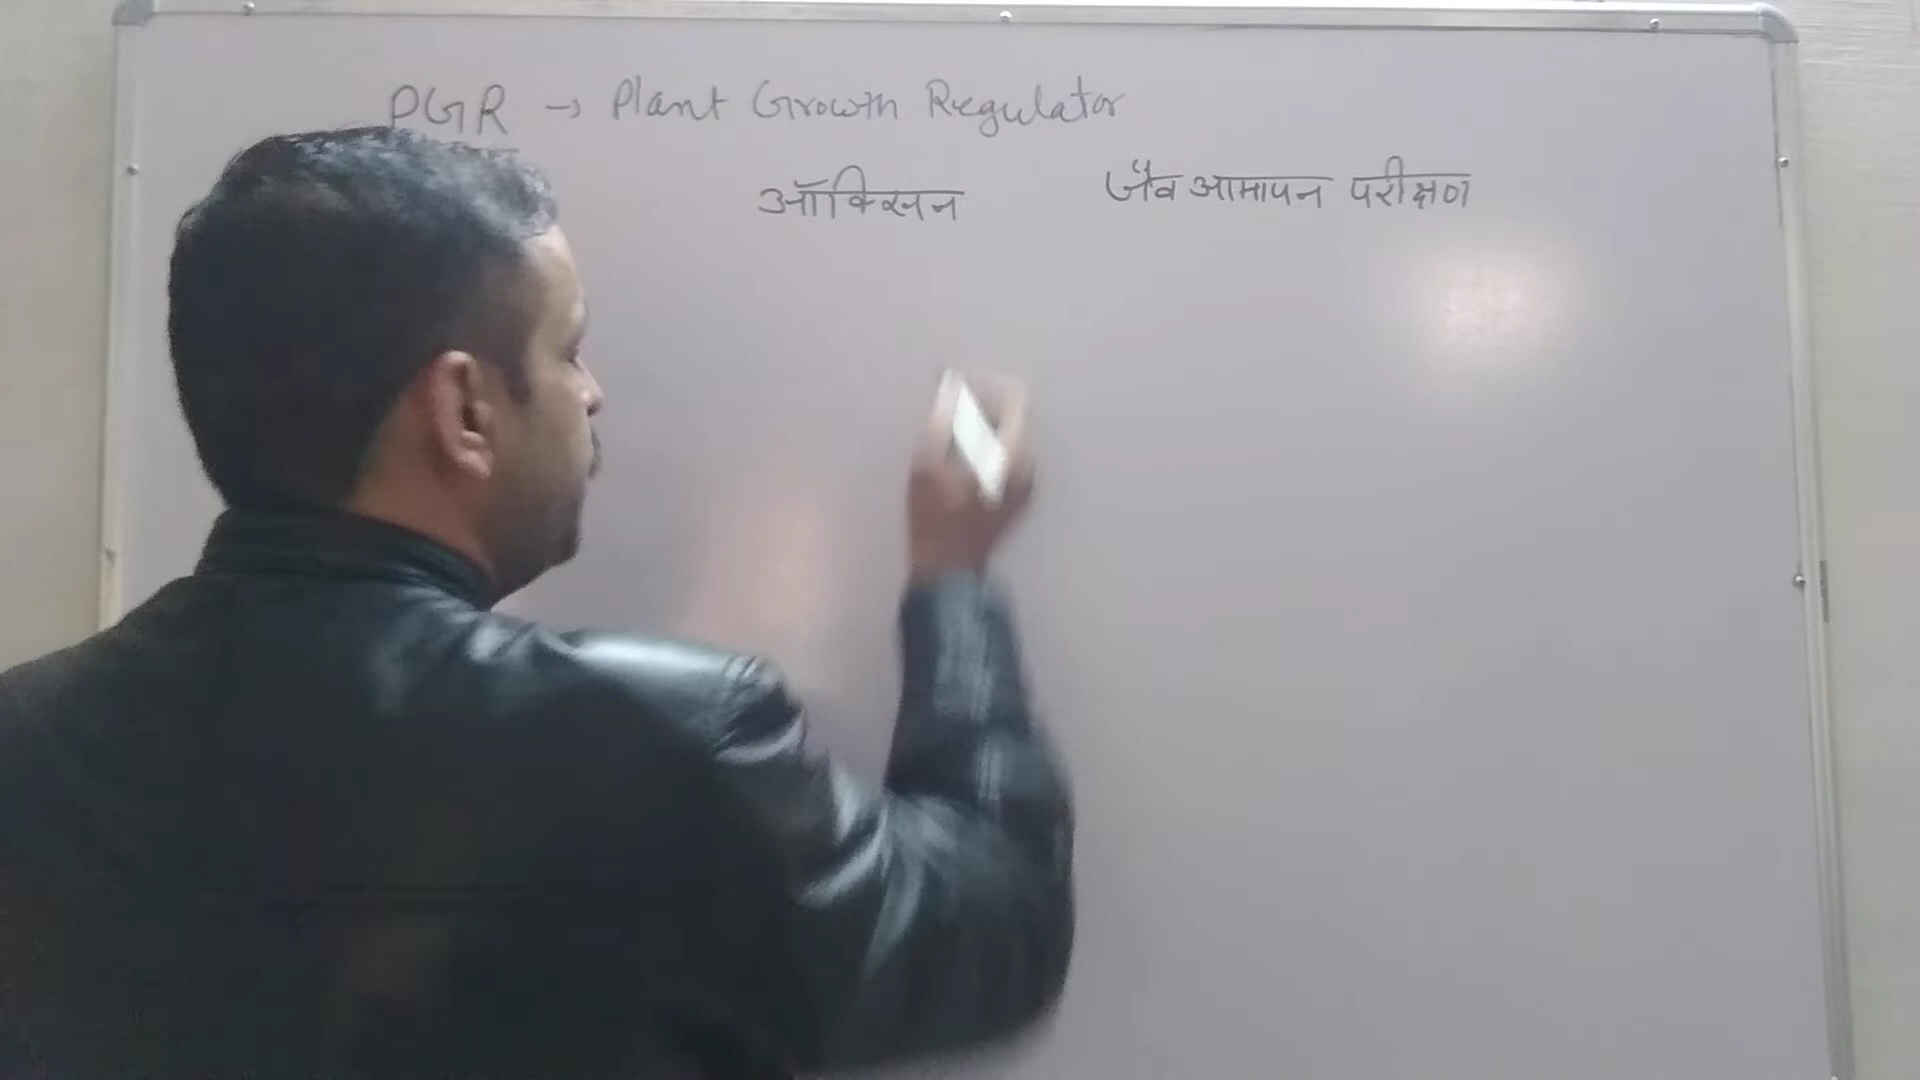 PGR → Plant Growth Regulator
ऑक्सिन जैव आमापन परीक्षण